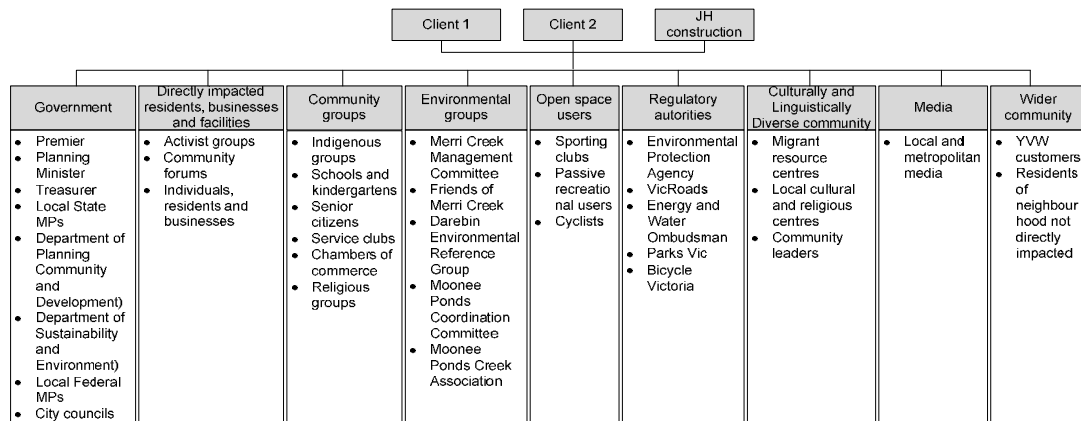 Client 1
Client 2
JH
construction
Government
Premier
Planning
Minister
Treasurer
Local State
MPs
Department of
Planning
Community
and
Development)
Department of
Sustainability
and
Environment)
Local Federal
MPs
City councils
Directly impacted
residents, businesses
and facilities
Activist groups
Community
forums
Individuals,
residents and
businesses
Community
groups
Indigenous
groups
Schools and
kindergartens
Senior
citizens
Service clubs
Chambers of
commerce
Religious
groups
Environmental
groups
Merri Creek
Management
Committee
Friends of
Merri Creek
Darebin
Environmental
Reference
Group
Moonee
Ponds
Coordination
Committee
Moonee
Ponds Creek
Association
Open space
users
Sporting
clubs
Passive
recreatio
nal users
Cyclists
Regulatory
autorities
Environmental
Protection
Agency
VicRoads
Energy and
Water
Ombudsman
Parks Vic
Bicycle
Victoria
Culturally and
Linguistically
Diverse community
Migrant
resource
centres
Local cultural
and religious
centres
Community
leaders
Media
Local and
metropolitan
media
Wider
community
YVW
customers
Residents
of
neighbour
hood not
directly
impacted